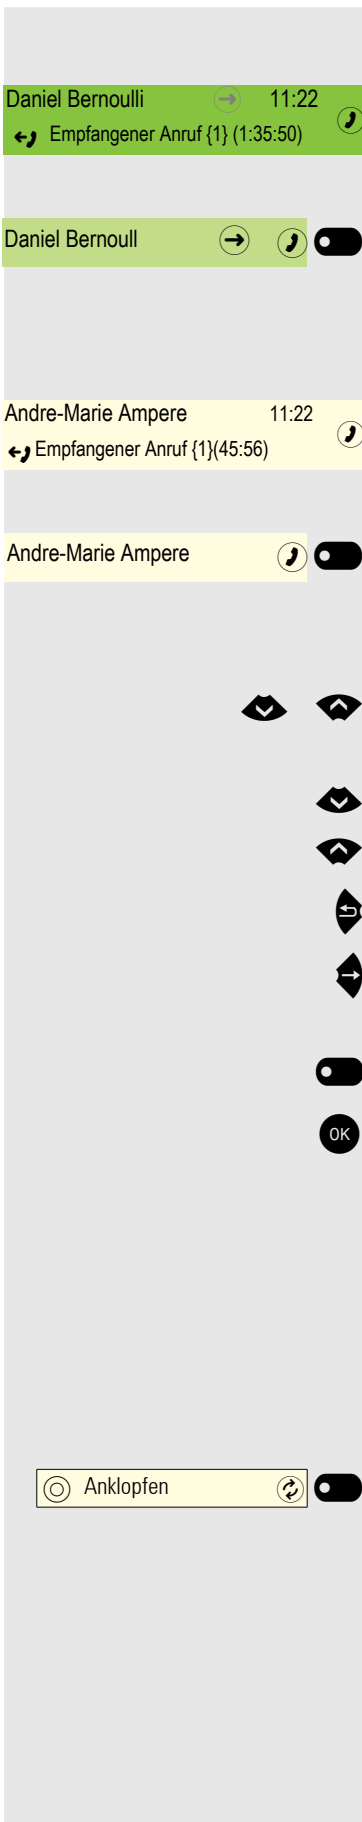 Daniel Bernoulli 11:22
Empfangener Anruf {1} (1:35:50)
Daniel Bernoull
Andre-Marie Ampere 11:22
Empfangener Anruf {1}(45:56)
Andre-Marie Ampere
OK
Anklopfen